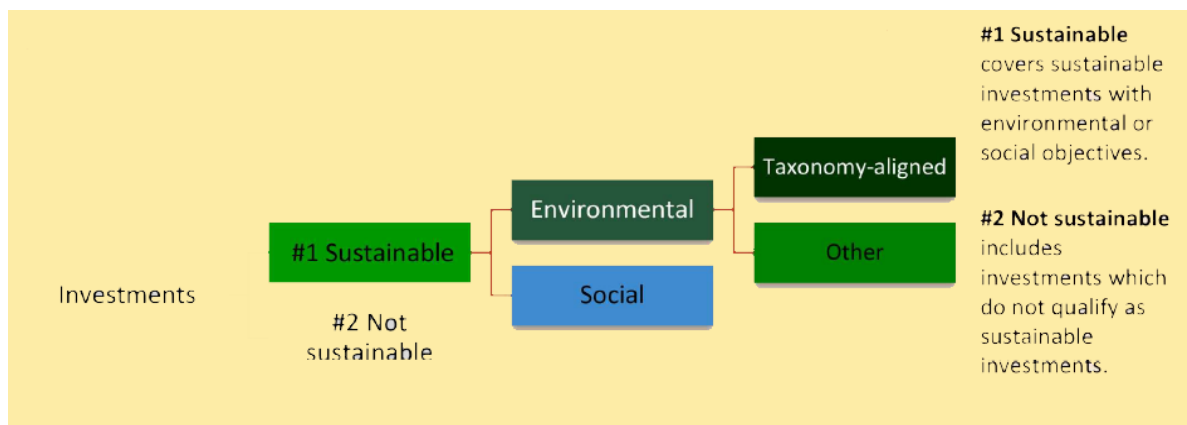 Investments
#1 Sustainable
#2 Not
sustainable
Environmental
Social
Taxonomy-aligned
Other
#1 Sustainable
covers sustainable
investments with
environmental or
social objectives.
#2 Not sustainable
includes
investments which
do not qualify as
sustainable
investments.